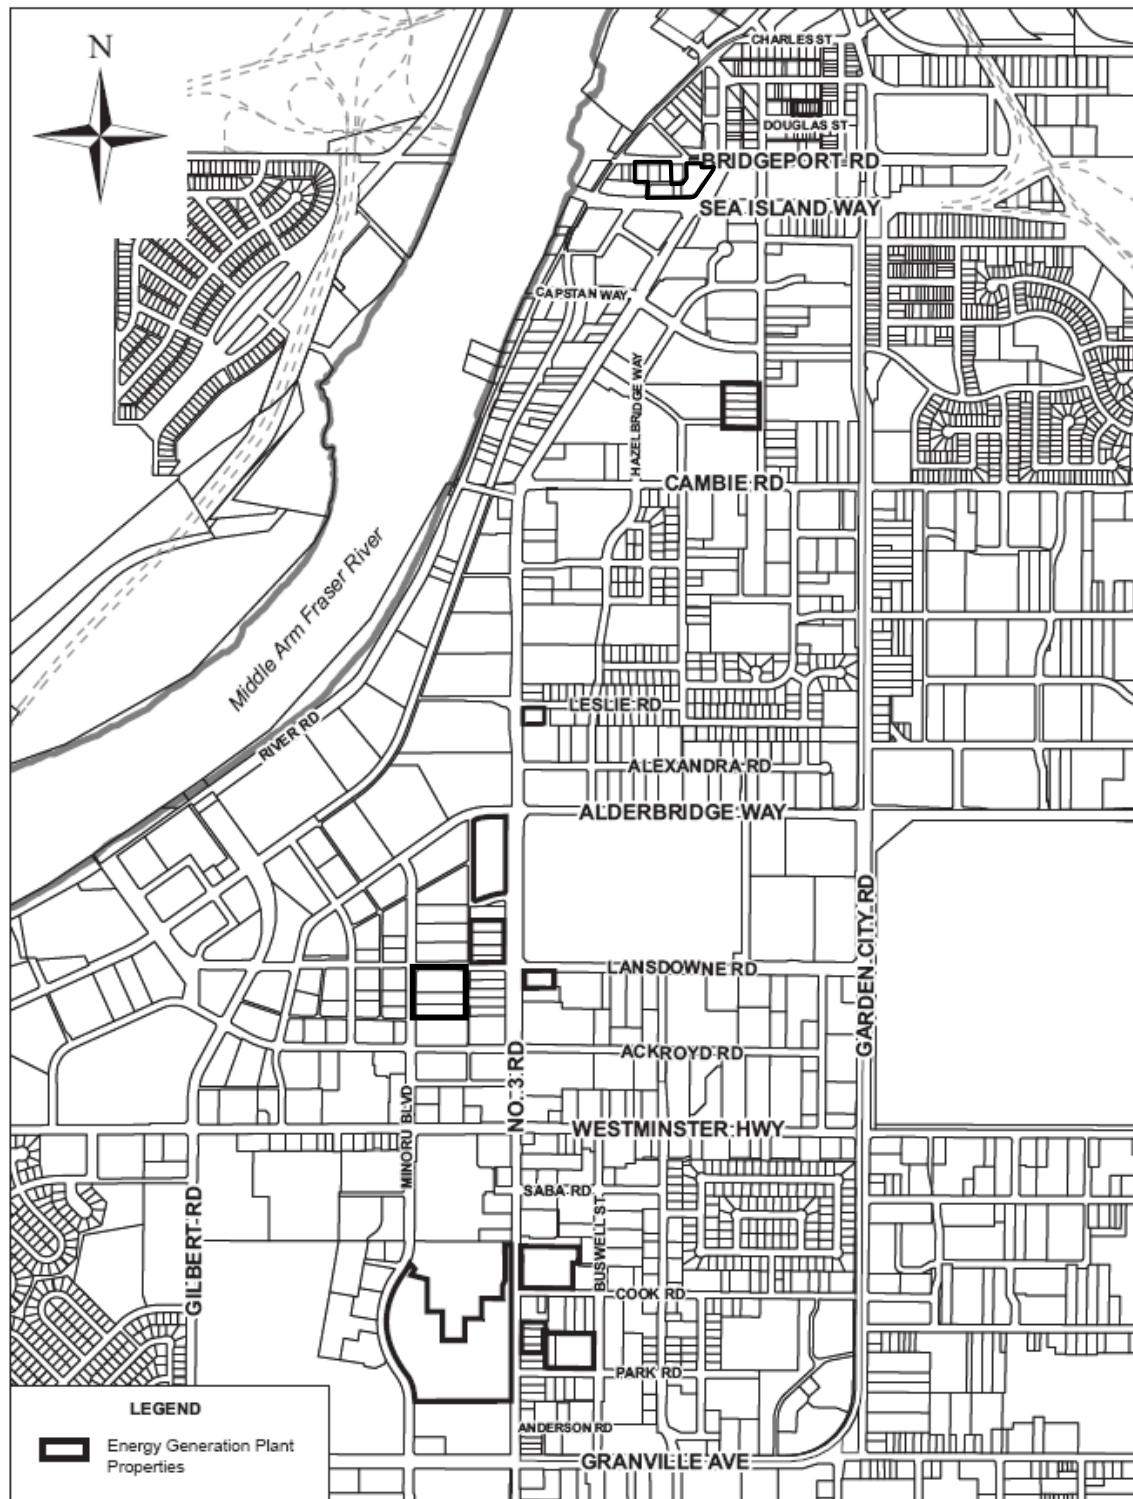 N
CHARLES ST
DOUGLAS ST
BRIDGEPORT RD
SEA ISLAND WAY
CAPSTAN WAY
HAZELBRIDGE WAY
CAMBIE RD
Middle Arm Fraser River
RIVER RD
LESLIE RD
ALEXANDRA RD
ALDERBRIDGE WAY
GARDEN CITY RD
LANSDOWNE RD
ACKROYD RD
NO. 3 RD
MINORU BLVD
WESTMINSTER HWY
SABA RD
GILBERT RD
BUSWELL ST
COOK RD
PARK RD
ANDERSON RD
GRANVILLE AVE
LEGEND
Energy Generation Plant
Properties